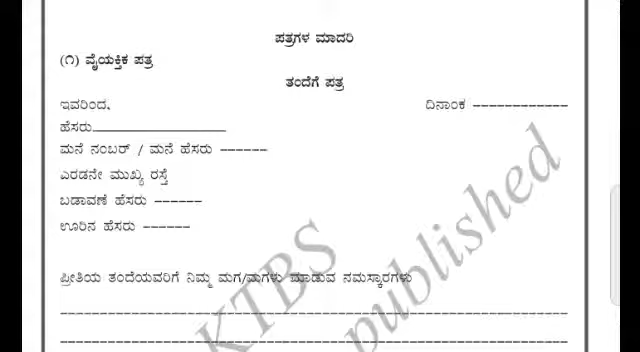 ಪತ್ರಗಳ ಮಾದರಿ
(೧) ವೈಯಕ್ತಿಕ ಪತ್ರ
ತಂದೆಗೆ ಪತ್ರ
ಇವರಿಂದ, ದಿನಾಂಕ ------------
ಹೆಸರು____________________
ಮನೆ ನಂಬರ್ / ಮನೆ ಹೆಸರು ------
ಎರಡನೇ ಮುಖ್ಯ ರಸ್ತೆ
ಬಡಾವಣೆ ಹೆಸರು ------
ಊರಿನ ಹೆಸರು ------
ಪ್ರೀತಿಯ ತಂದೆಯವರಿಗೆ ನಿಮ್ಮ ಮಗ/ಮಗಳು ಮಾಡುವ ನಮಸ್ಕಾರಗಳು
KTBS
published